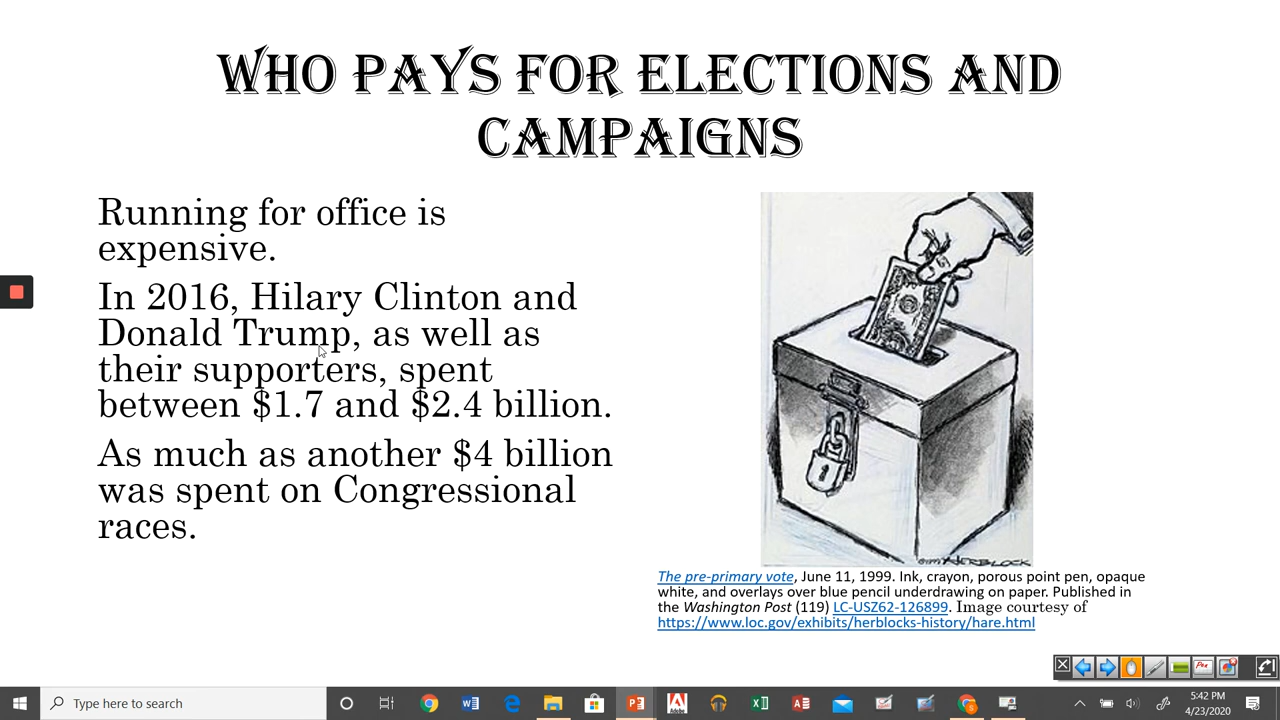 WHO PAYS FOR ELECTIONS AND
CAMPAIGNS
Running for office is
expensive.
In 2016, Hilary Clinton and
Donald Trump, as well as
their supporters, spent
between $1.7 and $2.4 billion.
As much as another $4 billion
was spent on Congressional
races.
HERBLOCK
The pre-primary vote, June 11, 1999. Ink, crayon, porous point pen, opaque
white, and overlays over blue pencil underdrawing on paper. Published in
the Washington Post (119) LC-USZ62-126899. Image courtesy of
https://www.loc.gov/exhibits/herblocks-history/hare.html
Type here to search
5:42 PM
4/23/2020